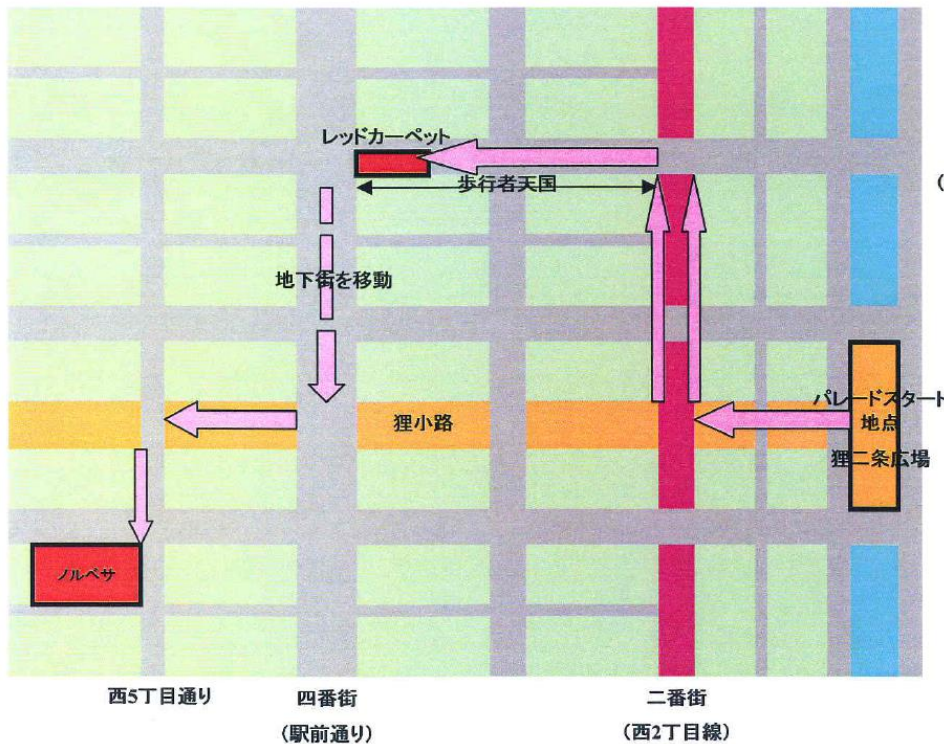 レッドカーペット
歩行者天国
(
地下街を移動
パレードスタート
地点
狸小路
狸二条広場
ノルベサ
西5丁目通り
四番街
(駅前通り)
二番街
(西2丁目線)